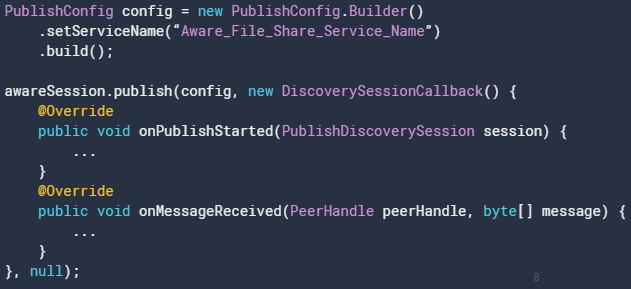 PublishConfig config = new PublishConfig.Builder()
    .setServiceName(“Aware_File_Share_Service_Name”)
    .build();

awareSession.publish(config, new DiscoverySessionCallback() {
    @Override
    public void onPublishStarted(PublishDiscoverySession session) {
        ...
    }
    @Override
    public void onMessageReceived(PeerHandle peerHandle, byte[] message) {
        ...
    }
}, null);